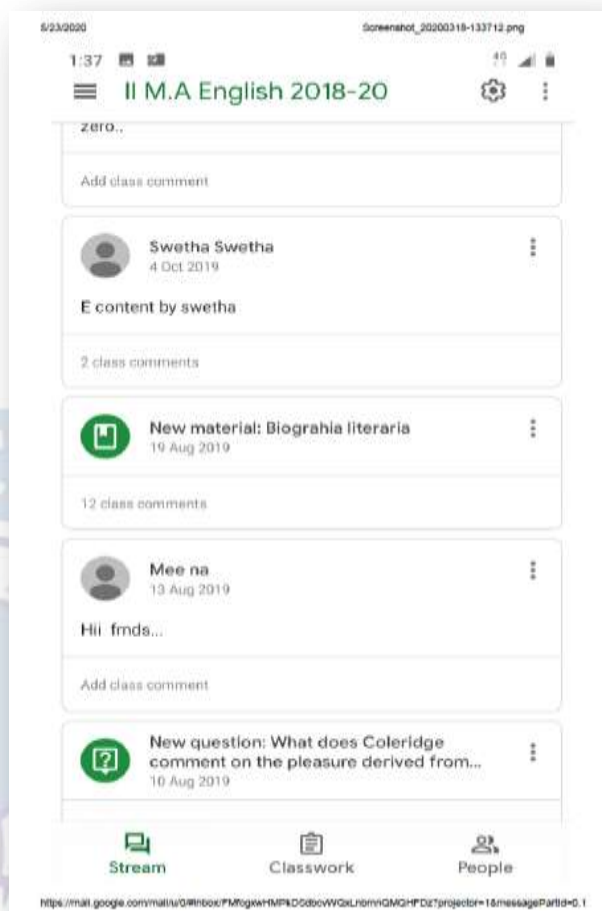 5/23/2020 Screenshot_20200318-133712.png
1:37 4G
II M.A English 2018-20
zero..
Add class comment
Swetha Swetha
4 Oct 2019
E content by swetha
2 class comments
New material: Biograhia literaria
19 Aug 2019
12 class comments
Mee na
13 Aug 2019
Hii frnds...
Add class comment
New question: What does Coleridge
comment on the pleasure derived from...
10 Aug 2019
Stream Classwork People